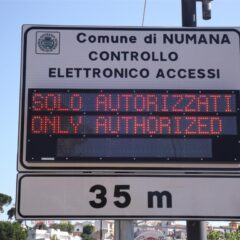 Comune di NUMANA
CONTROLLO
ELETTRONICO ACCESSI
SOLO AUTORIZZATI
ONLY AUTHORIZED
35 m